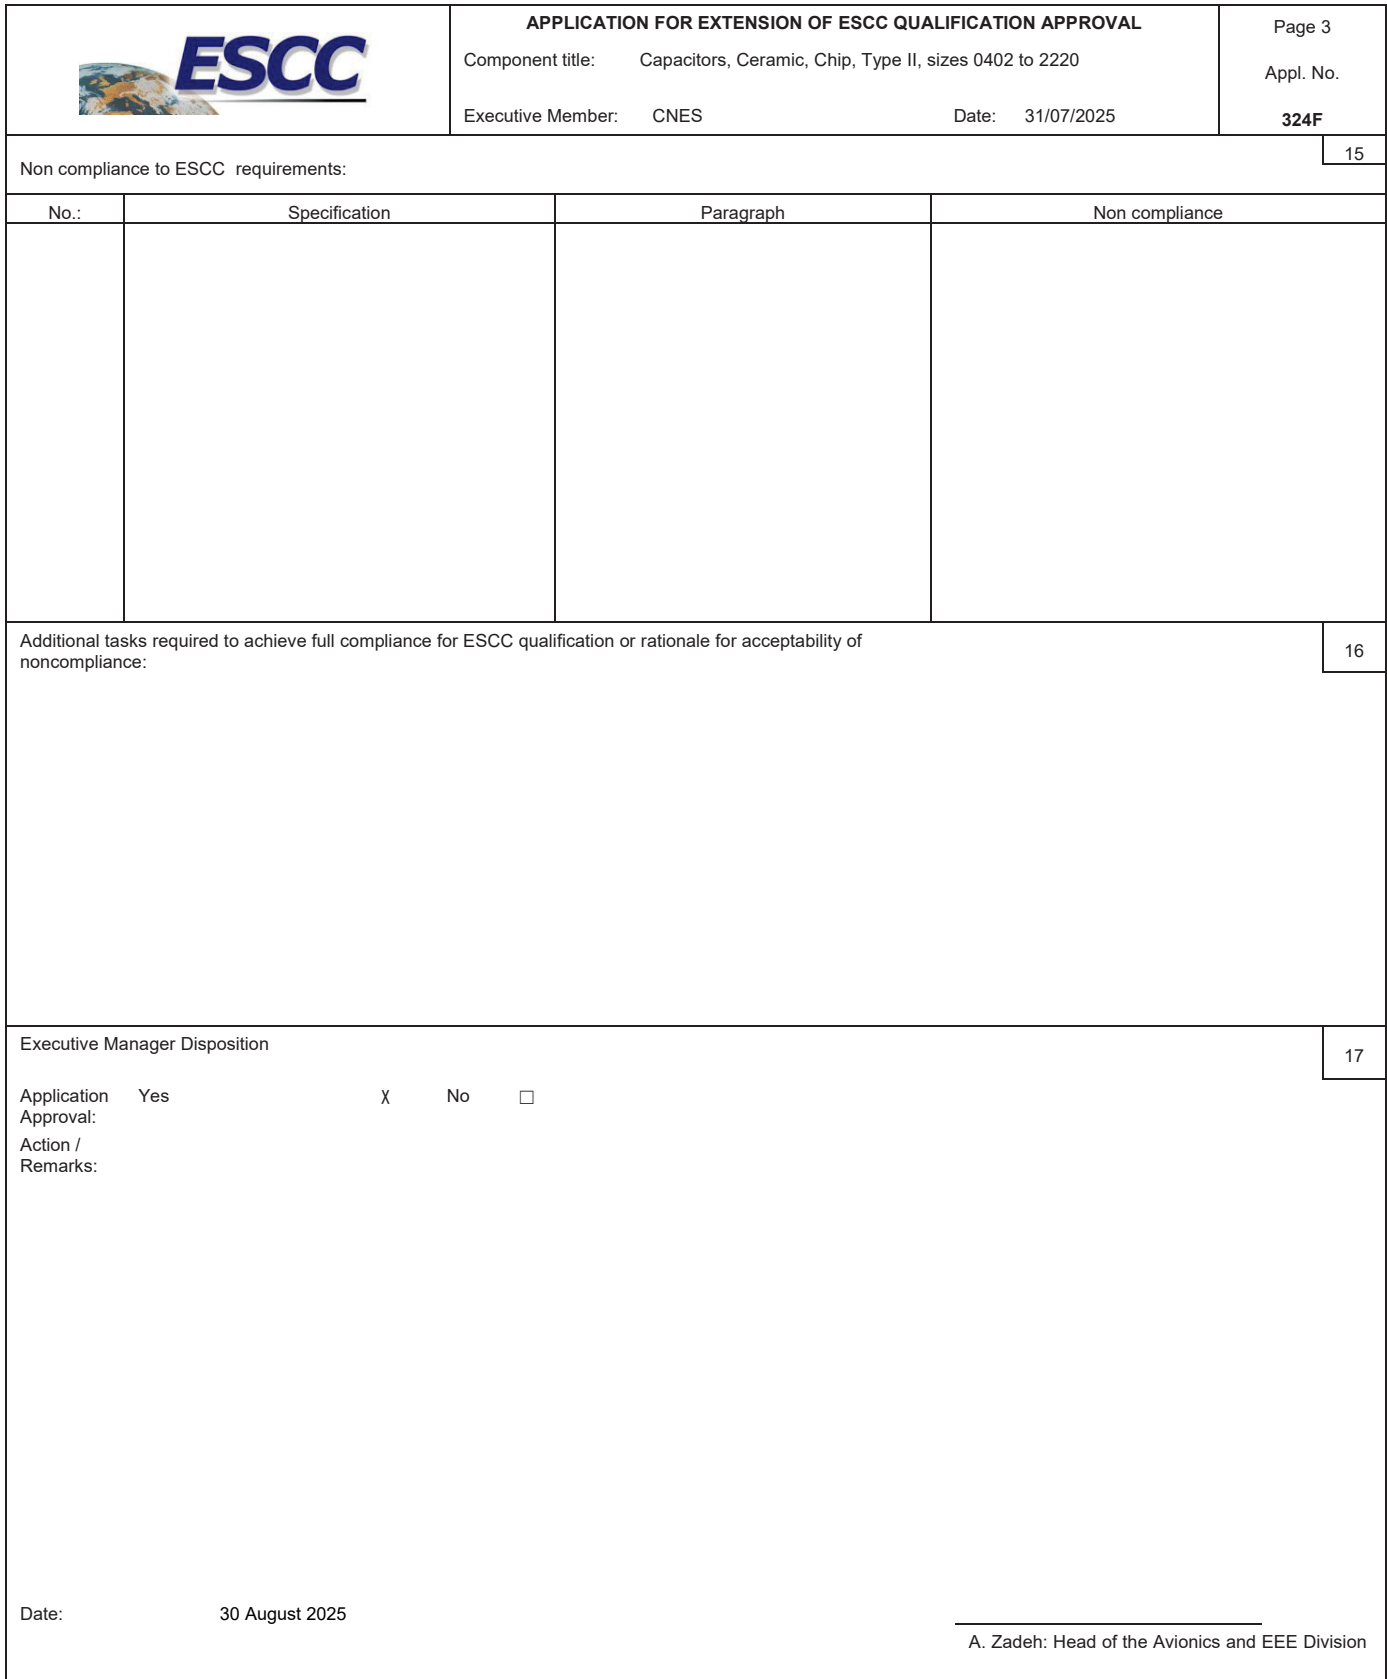 ESCC
APPLICATION FOR EXTENSION OF ESCC QUALIFICATION APPROVAL
Component title: Capacitors, Ceramic, Chip, Type II, sizes 0402 to 2220
Executive Member: CNES Date: 31/07/2025
Page 3
Appl. No.
324F
Non compliance to ESCC requirements:
15
No.: Specification Paragraph Non compliance
Additional tasks required to achieve full compliance for ESCC qualification or rationale for acceptability of
noncompliance:
16
Executive Manager Disposition
17
Application Yes X No ☐
Approval:
Action /
Remarks:
Date: 30 August 2025
A. Zadeh: Head of the Avionics and EEE Division